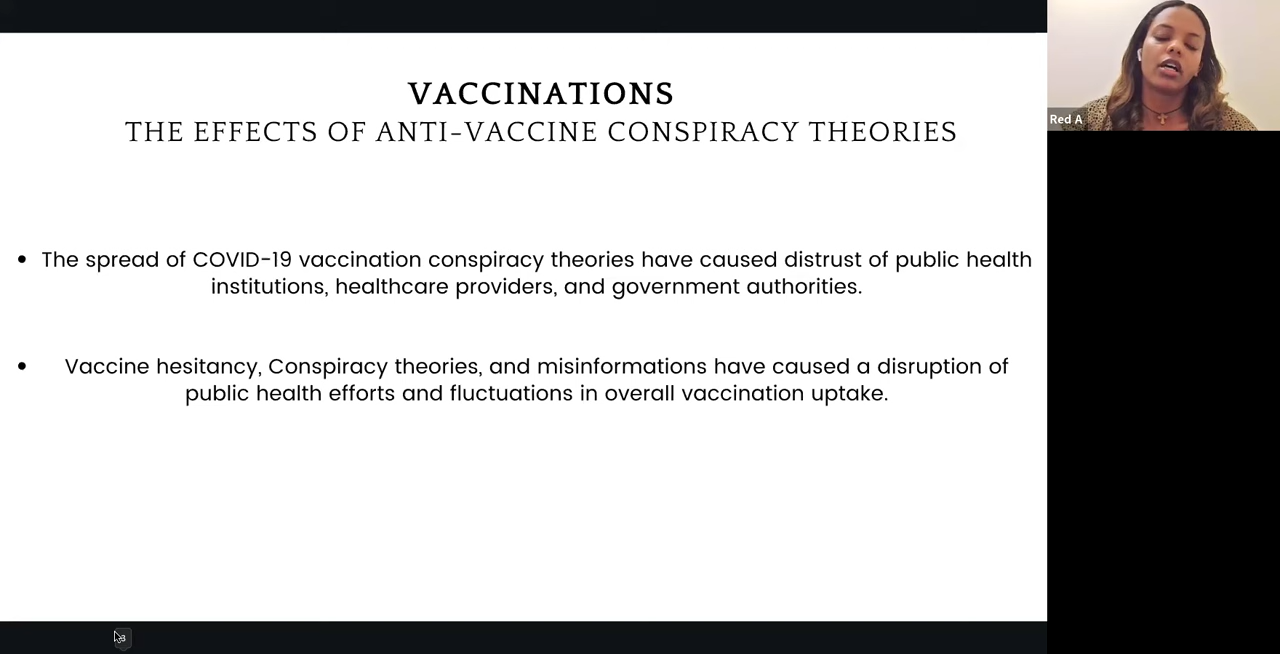 VACCINATIONS
THE EFFECTS OF ANTI-VACCINE CONSPIRACY THEORIES
• The spread of COVID-19 vaccination conspiracy theories have caused distrust of public health
institutions, healthcare providers, and government authorities.
• Vaccine hesitancy, Conspiracy theories, and misinformations have caused a disruption of
public health efforts and fluctuations in overall vaccination uptake.
Red A